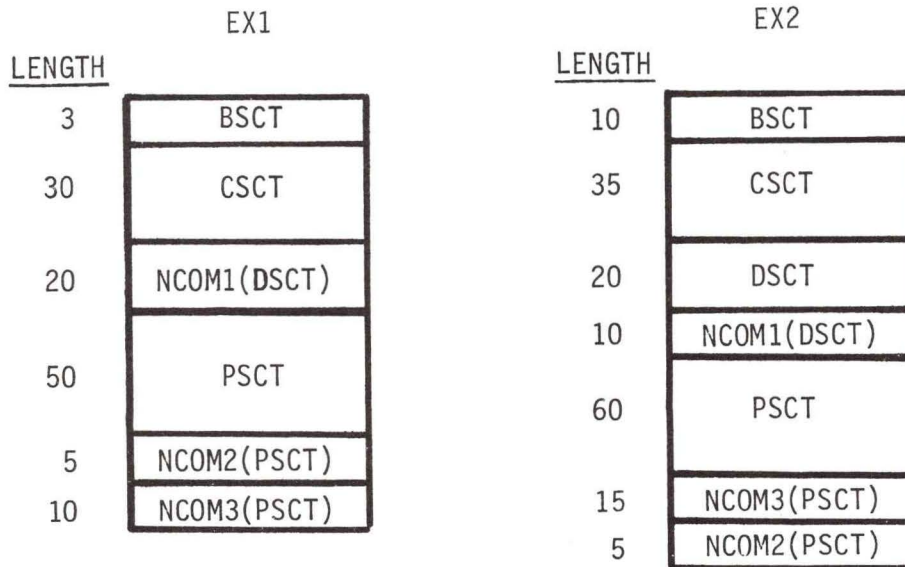 EX1
LENGTH
3 BSCT
30 CSCT
20 NCOM1(DSCT)
50 PSCT
5 NCOM2(PSCT)
10 NCOM3(PSCT)
EX2
LENGTH
10 BSCT
35 CSCT
20 DSCT
10 NCOM1(DSCT)
60 PSCT
15 NCOM3(PSCT)
5 NCOM2(PSCT)